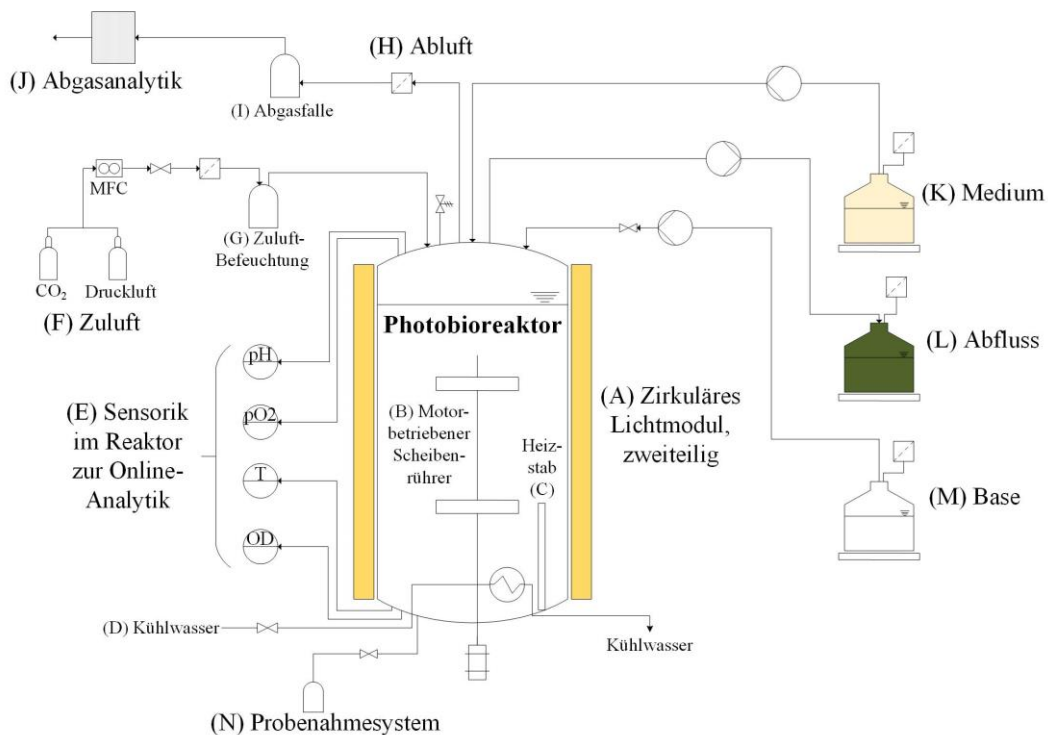 (H) Abluft
(J) Abgasanalytik
(I) Abgasfalle
MFC
(G) Zuluft-
Befeuchtung
CO₂
Druckluft
(F) Zuluft
(K) Medium
(L) Abfluss
(M) Base
Photobioreaktor
(A) Zirkuläres
Lichtmodul,
zweiteilig
(B) Motor-
betriebener
Scheiben-
rührer
Heiz-
stab
(C)
(E) Sensorik
im Reaktor
zur Online-
Analytik
pH
pO2
T
OD
(D) Kühlwasser
Kühlwasser
(N) Probenahmesystem